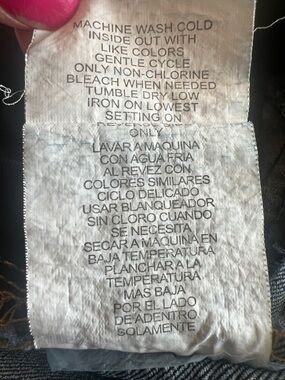 MACHINE WASH COLD
INSIDE OUT WITH
LIKE COLORS
GENTLE CYCLE
ONLY NON-CHLORINE
BLEACH WHEN NEEDED
TUMBLE DRY LOW
IRON ON LOWEST
SETTING ON
ONLY
LAVAR A MAQUINA
CON AGUA FRIA
AL REVEZ CON
COLORES SIMILARES
CICLO DELICADO
USAR BLANQUEADOR
SIN CLORO CUANDO
SE NECESITA
SECAR A MAQUINA EN
BAJA TEMPERATURA
PLANCHAR A LA
TEMPERATURA
MAS BAJA
POR EL LADO
DE ADENTRO
SOLAMENTE